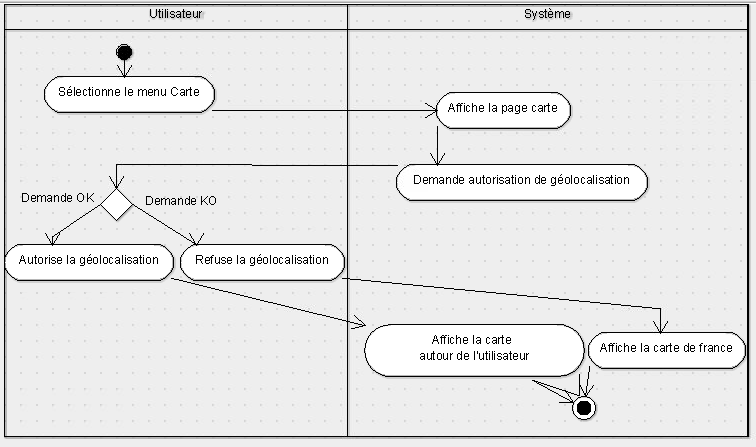 Utilisateur
Système
Sélectionne le menu Carte
Affiche la page carte
Demande autorisation de géolocalisation
Demande OK
Demande KO
Autorise la géolocalisation
Refuse la géolocalisation
Affiche la carte
autour de l'utilisateur
Affiche la carte de france